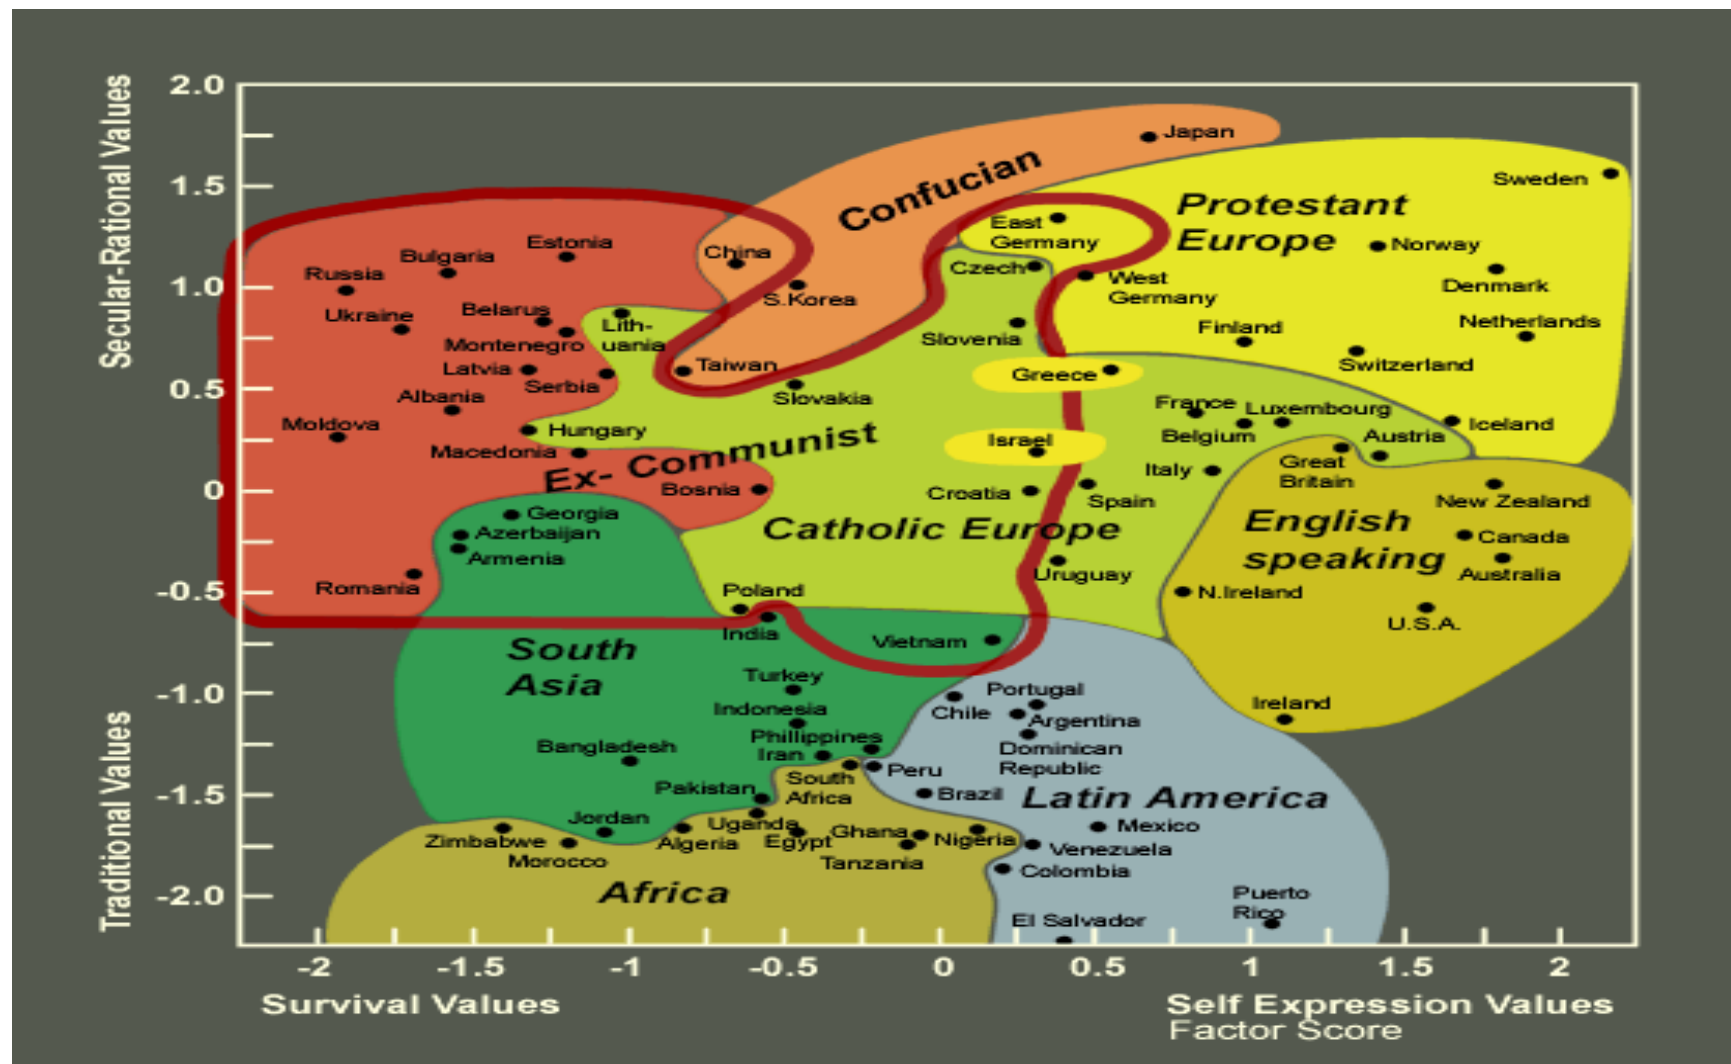 Secular-Rational Values
Traditional Values
2.0
1.5
1.0
0.5
0
-0.5
-1.0
-1.5
-2.0
Japan
Confucian
Sweden
Protestant
Europe
East
Germany
Norway
Estonia
Bulgaria
China
Russia
Czech
West
Germany
Denmark
S.Korea
Ukraine
Belarus
Lith-
uania
Montenegro
Slovenia
Finland
Netherlands
Latvia
Serbia
Taiwan
Greece
Switzerland
Albania
Slovakia
France
Luxembourg
Belgium
Iceland
Moldova
Hungary
Macedonia
Ex- Communist
Israel
Austria
Great
Britain
Italy
Bosnia
Croatia
Spain
New Zealand
Georgia
Azerbaijan
Armenia
Catholic Europe
English
speaking
Canada
Australia
Romania
Poland
Uruguay
N.Ireland
U.S.A.
India
Vietnam
South
Asia
Turkey
Indonesia
Portugal
Chile
Argentina
Ireland
Bangladesh
Phillippines
Iran
Dominican
Republic
Pakistan
South
Africa
Peru
Brazil
Latin America
Jordan
Uganda
Zimbabwe
Morocco
Algeria
Egypt
Ghana
Tanzania
Nigeria
Mexico
Venezuela
Colombia
Africa
Puerto
Rico
El Salvador
-2
-1.5
-1
-0.5
0
0.5
1
1.5
2
Survival Values
Self Expression Values
Factor Score